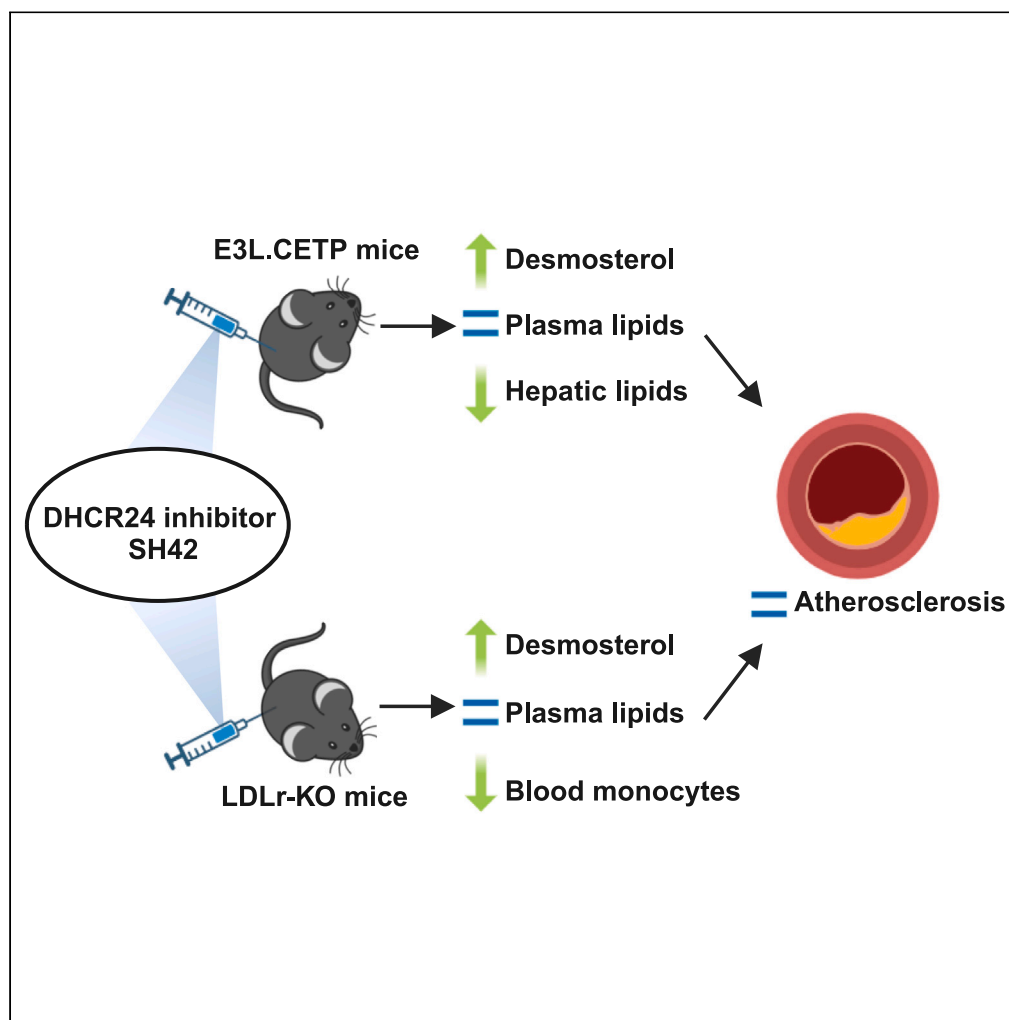 E3L.CETP mice
Desmosterol
Plasma lipids
Hepatic lipids
DHCR24 inhibitor
SH42
Atherosclerosis
Desmosterol
Plasma lipids
Blood monocytes
LDLr-KO mice